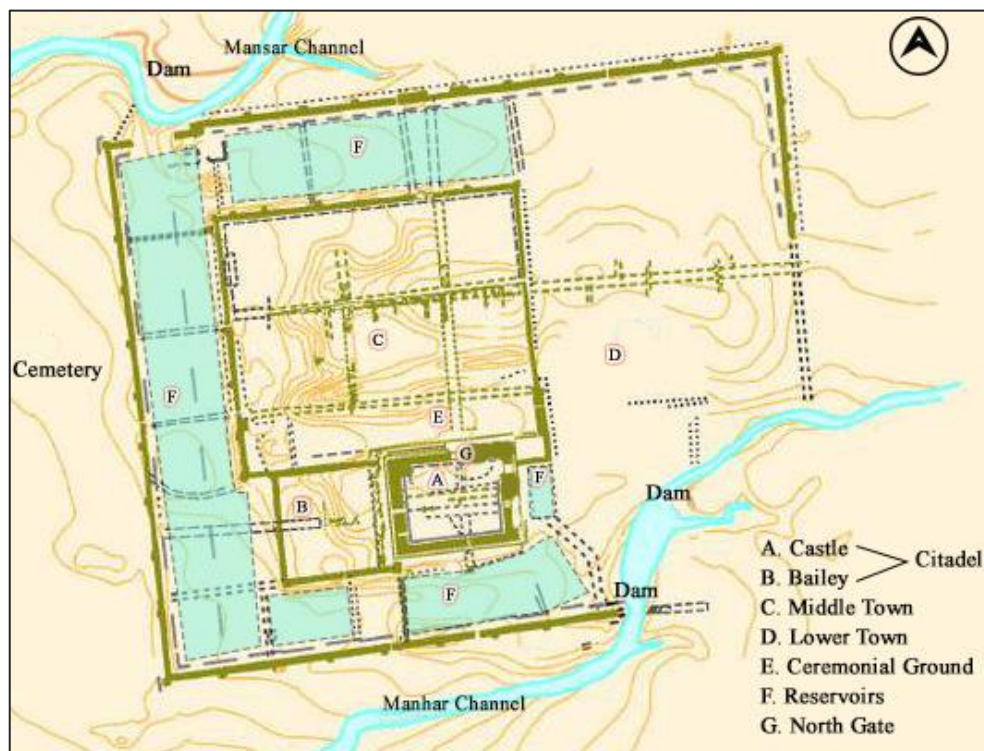 Mansar Channel
Dam
F
C
D
Cemetery
F
E
G
A
F
B
Dam
F
Dam
Manhar Channel
A. Castle
B. Bailey
Citadel
C. Middle Town
D. Lower Town
E. Ceremonial Ground
F. Reservoirs
G. North Gate